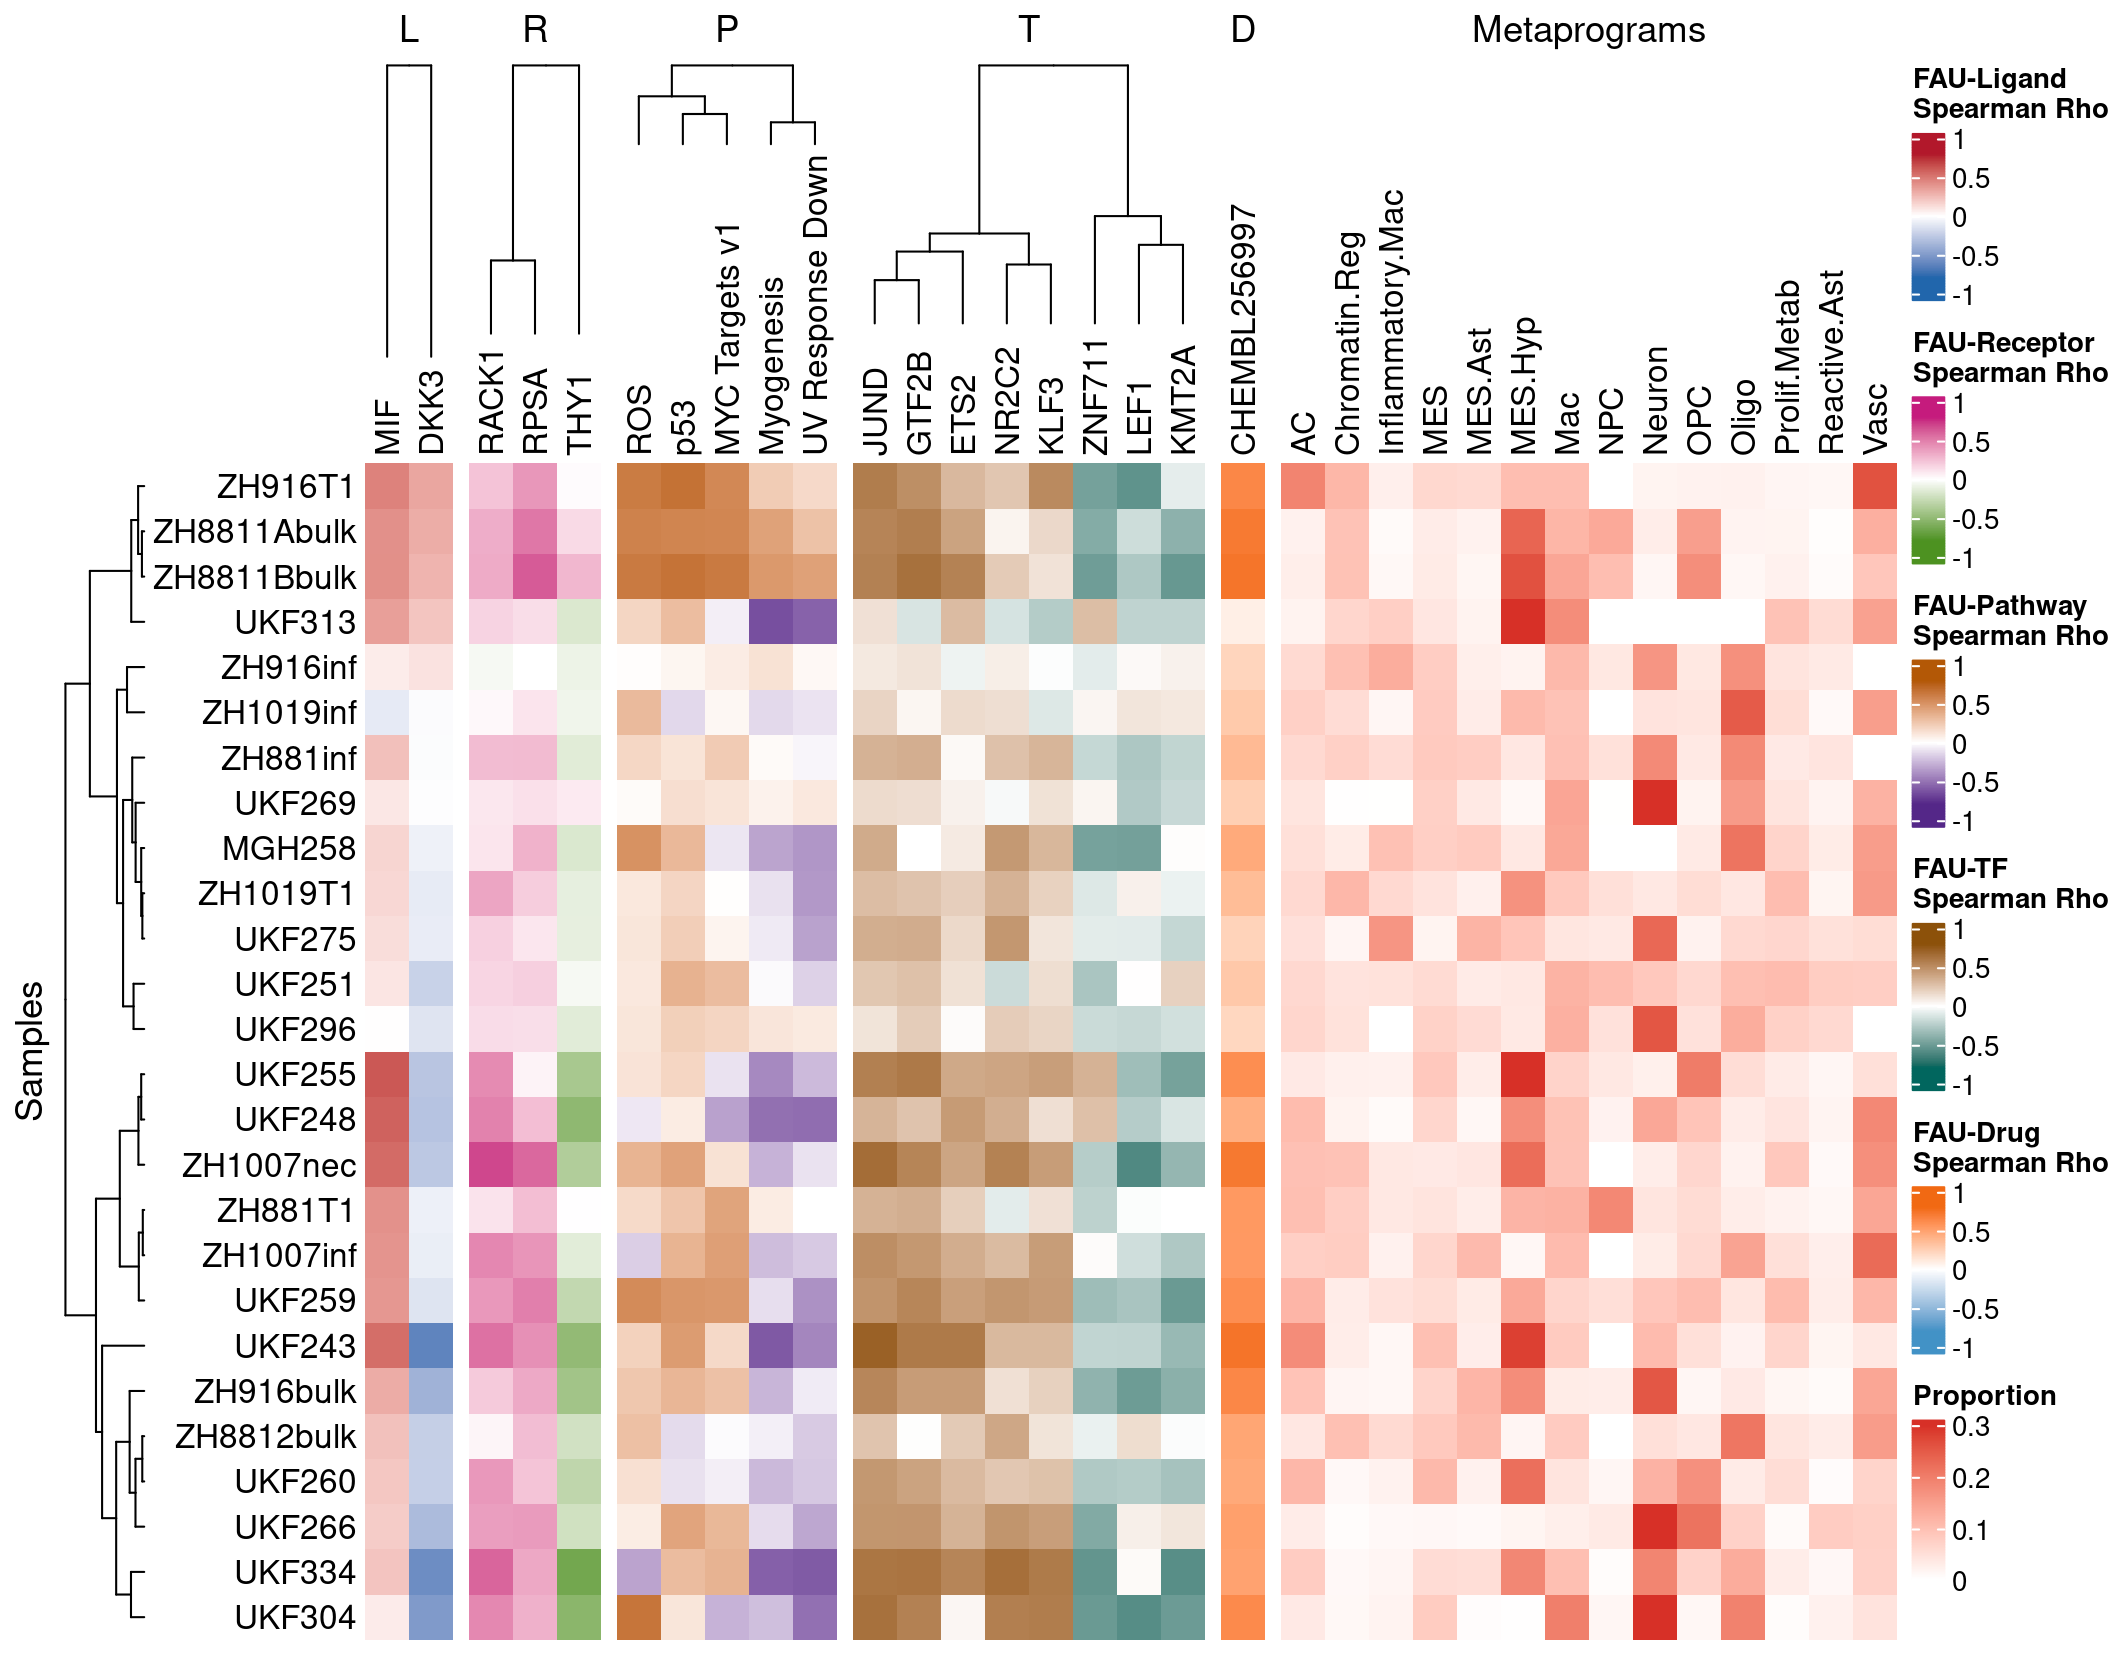 L R P T D Metaprograms
MIF
DKK3
RACK1
RPSA
THY1
ROS
p53
MYC Targets v1
Myogenesis
UV Response Down
JUND
GTF2B
ETS2
NR2C2
KLF3
ZNF711
LEF1
KMT2A
CHEMBL256997
AC
Chromatin.Reg
Inflammatory.Mac
MES
MES.Ast
MES.Hyp
Mac
NPC
Neuron
OPC
Oligo
Prolif.Metab
Reactive.Ast
Vasc
Samples
ZH916T1
ZH8811Abulk
ZH8811Bbulk
UKF313
ZH916inf
ZH1019inf
ZH881inf
UKF269
MGH258
ZH1019T1
UKF275
UKF251
UKF296
UKF255
UKF248
ZH1007nec
ZH881T1
ZH1007inf
UKF259
UKF243
ZH916bulk
ZH8812bulk
UKF260
UKF266
UKF334
UKF304
FAU-Ligand
Spearman Rho
1
0.5
0
-0.5
-1
FAU-Receptor
Spearman Rho
1
0.5
0
-0.5
-1
FAU-Pathway
Spearman Rho
1
0.5
0
-0.5
-1
FAU-TF
Spearman Rho
1
0.5
0
-0.5
-1
FAU-Drug
Spearman Rho
1
0.5
0
-0.5
-1
Proportion
0.3
0.2
0.1
0